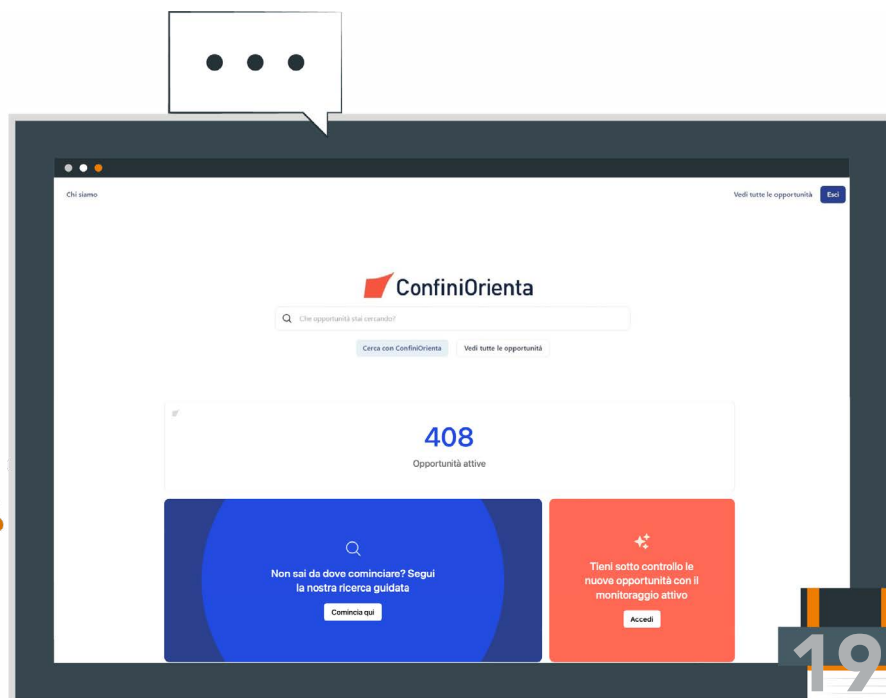 Chi siamo
Vedi tutte le opportunità
Esci
ConfiniOrienta
Che opportunità stai cercando?
Cerca con ConfiniOrienta
Vedi tutte le opportunità
408
Opportunità attive
Non sai da dove cominciare? Segui
la nostra ricerca guidata
Comincia qui
Tieni sotto controllo le
nuove opportunità con il
monitoraggio attivo
Accedi
19